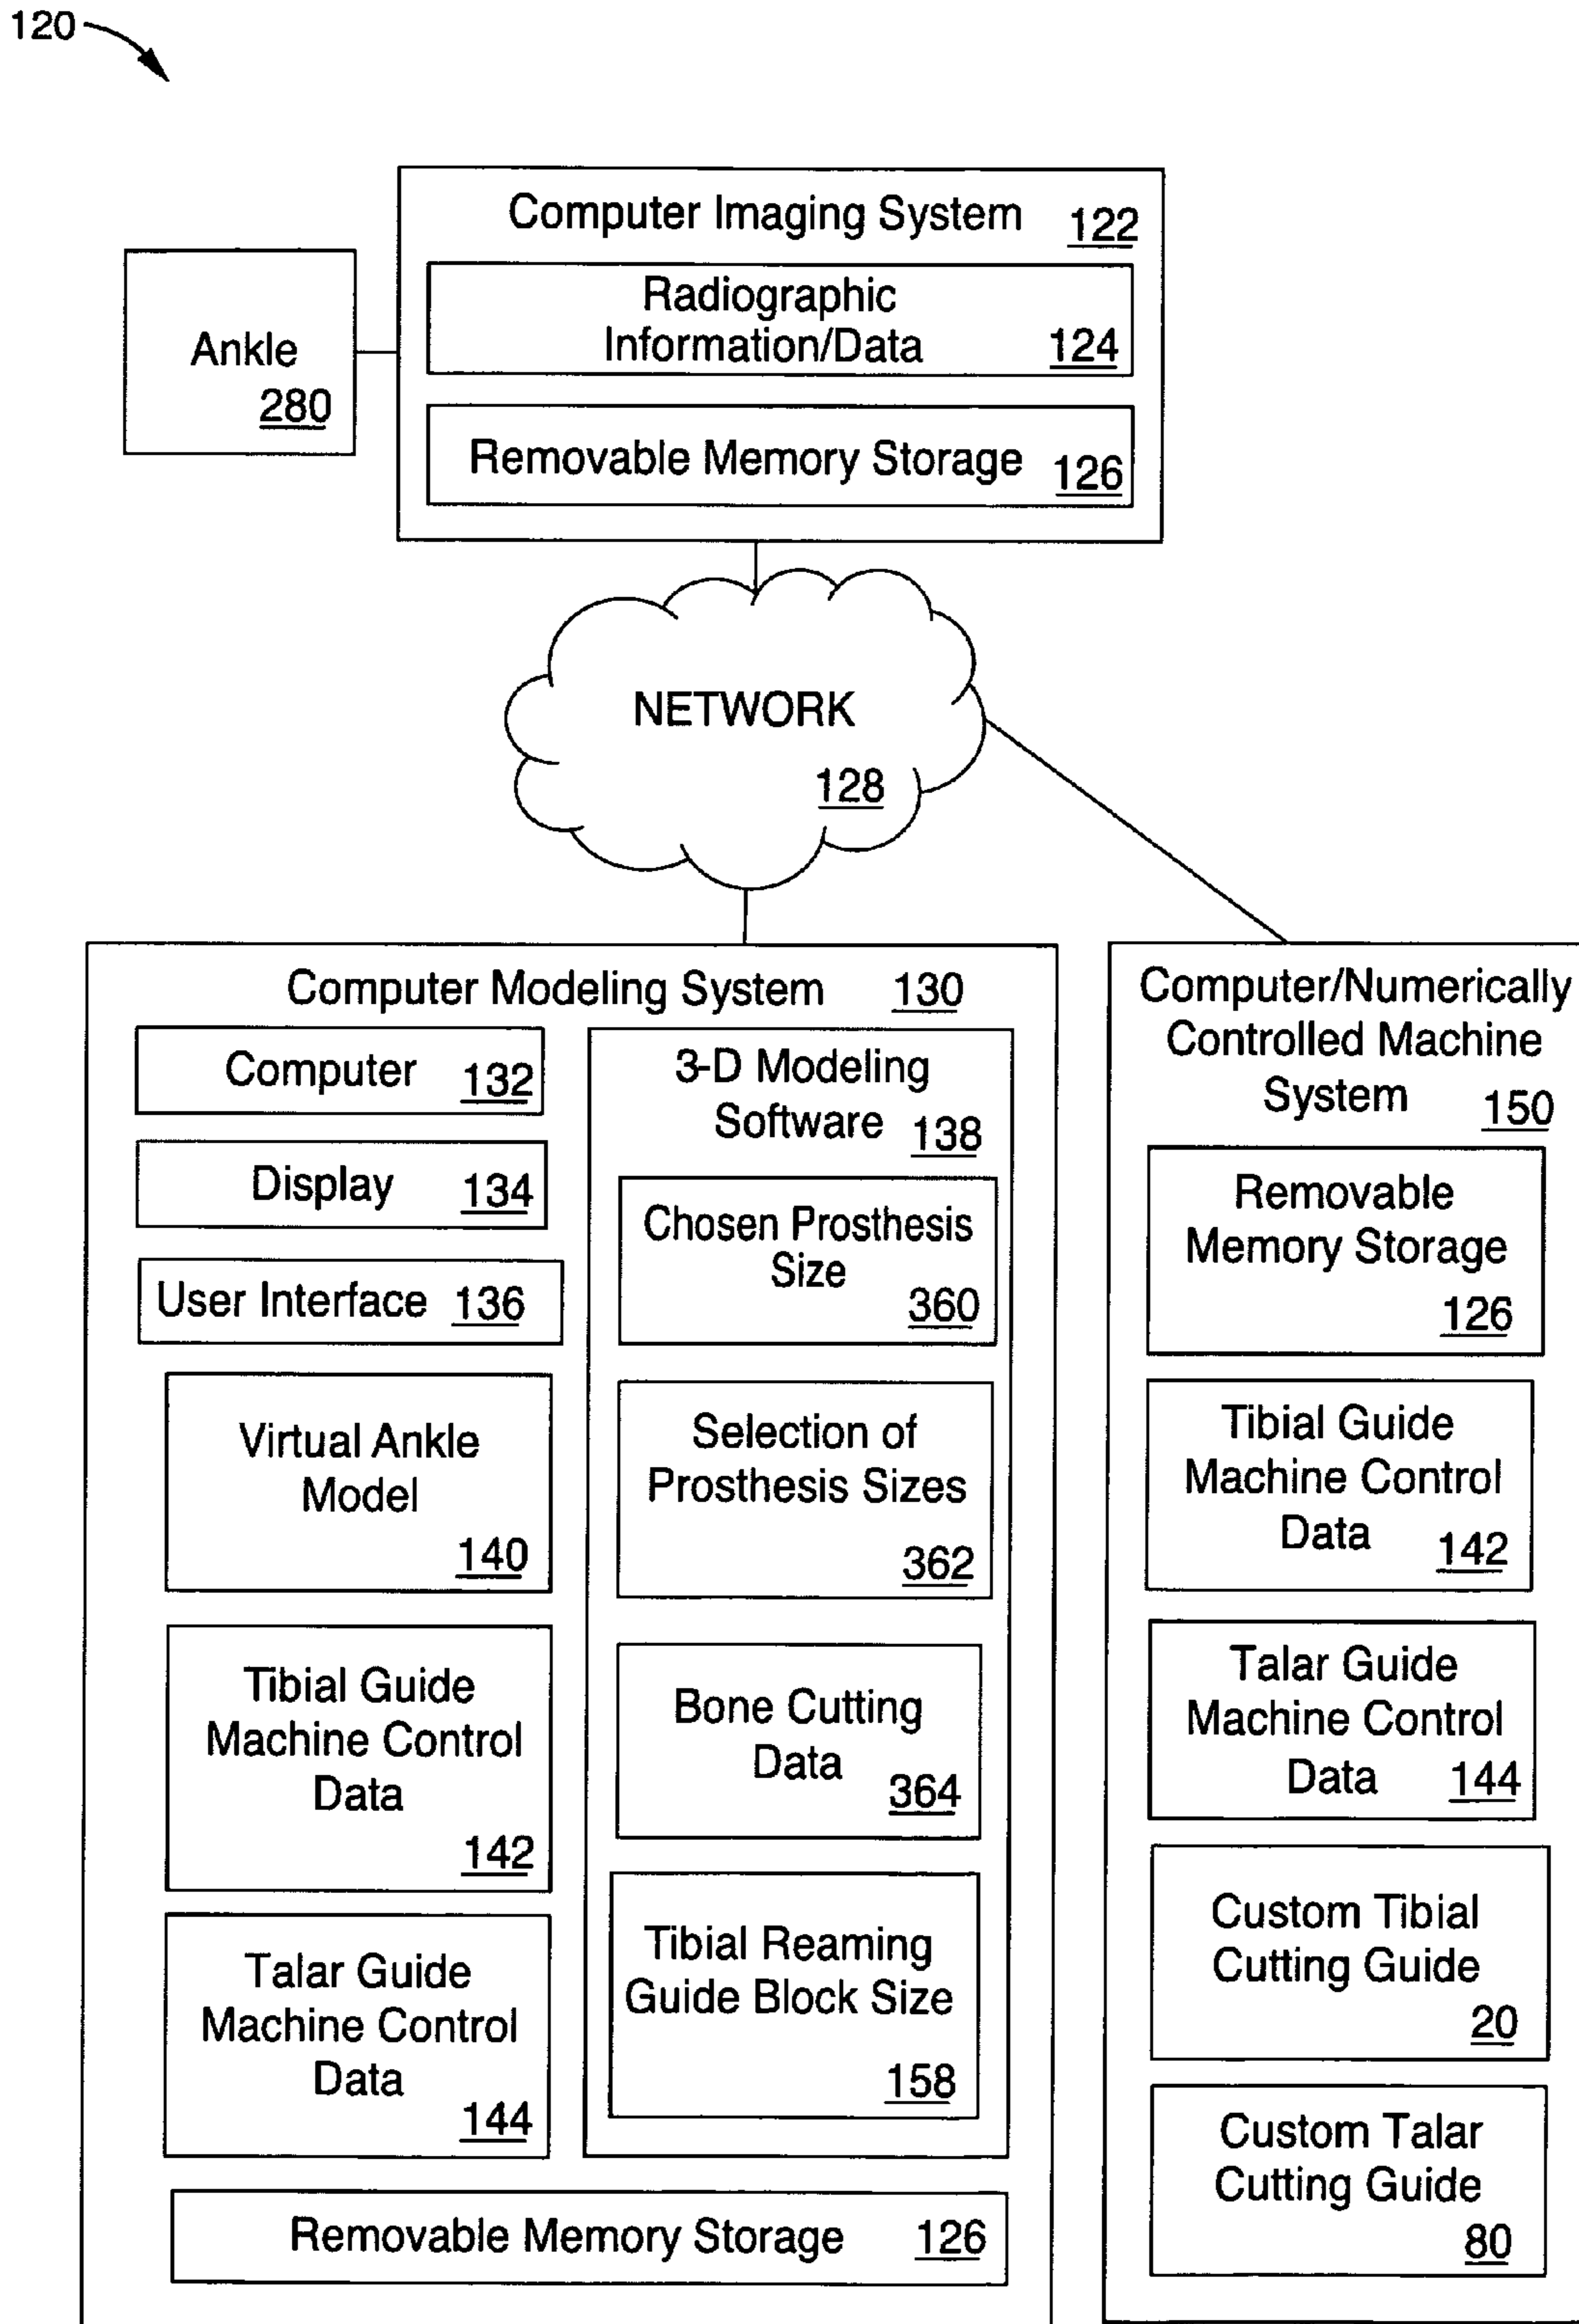 120
Computer Imaging System 122
Radiographic
Information/Data 124
Removable Memory Storage 126
Ankle
280
NETWORK
128
Computer Modeling System 130
Computer 132
Display 134
User Interface 136
Virtual Ankle
Model
140
Tibial Guide
Machine Control
Data
142
Talar Guide
Machine Control
Data
144
3-D Modeling
Software 138
Chosen Prosthesis
Size
360
Selection of
Prosthesis Sizes
362
Bone Cutting
Data 364
Tibial Reaming
Guide Block Size
158
Removable Memory Storage 126
Computer/Numerically
Controlled Machine
System 150
Removable
Memory Storage
126
Tibial Guide
Machine Control
Data 142
Talar Guide
Machine Control
Data 144
Custom Tibial
Cutting Guide
20
Custom Talar
Cutting Guide
80